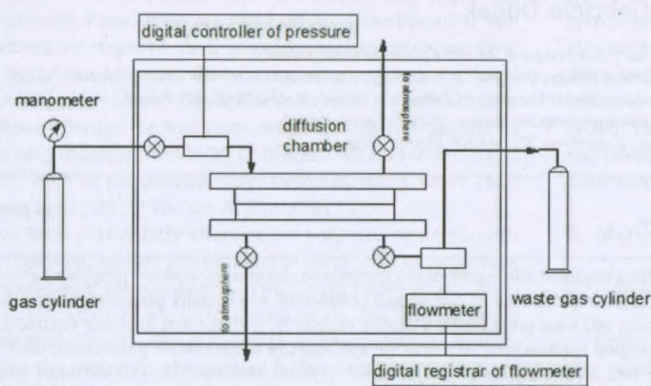 digital controller of pressure
manometer
diffusion
chamber
to atmosphere
to atmosphere
gas cylinder
flowmeter
waste gas cylinder
digital registrar of flowmeter